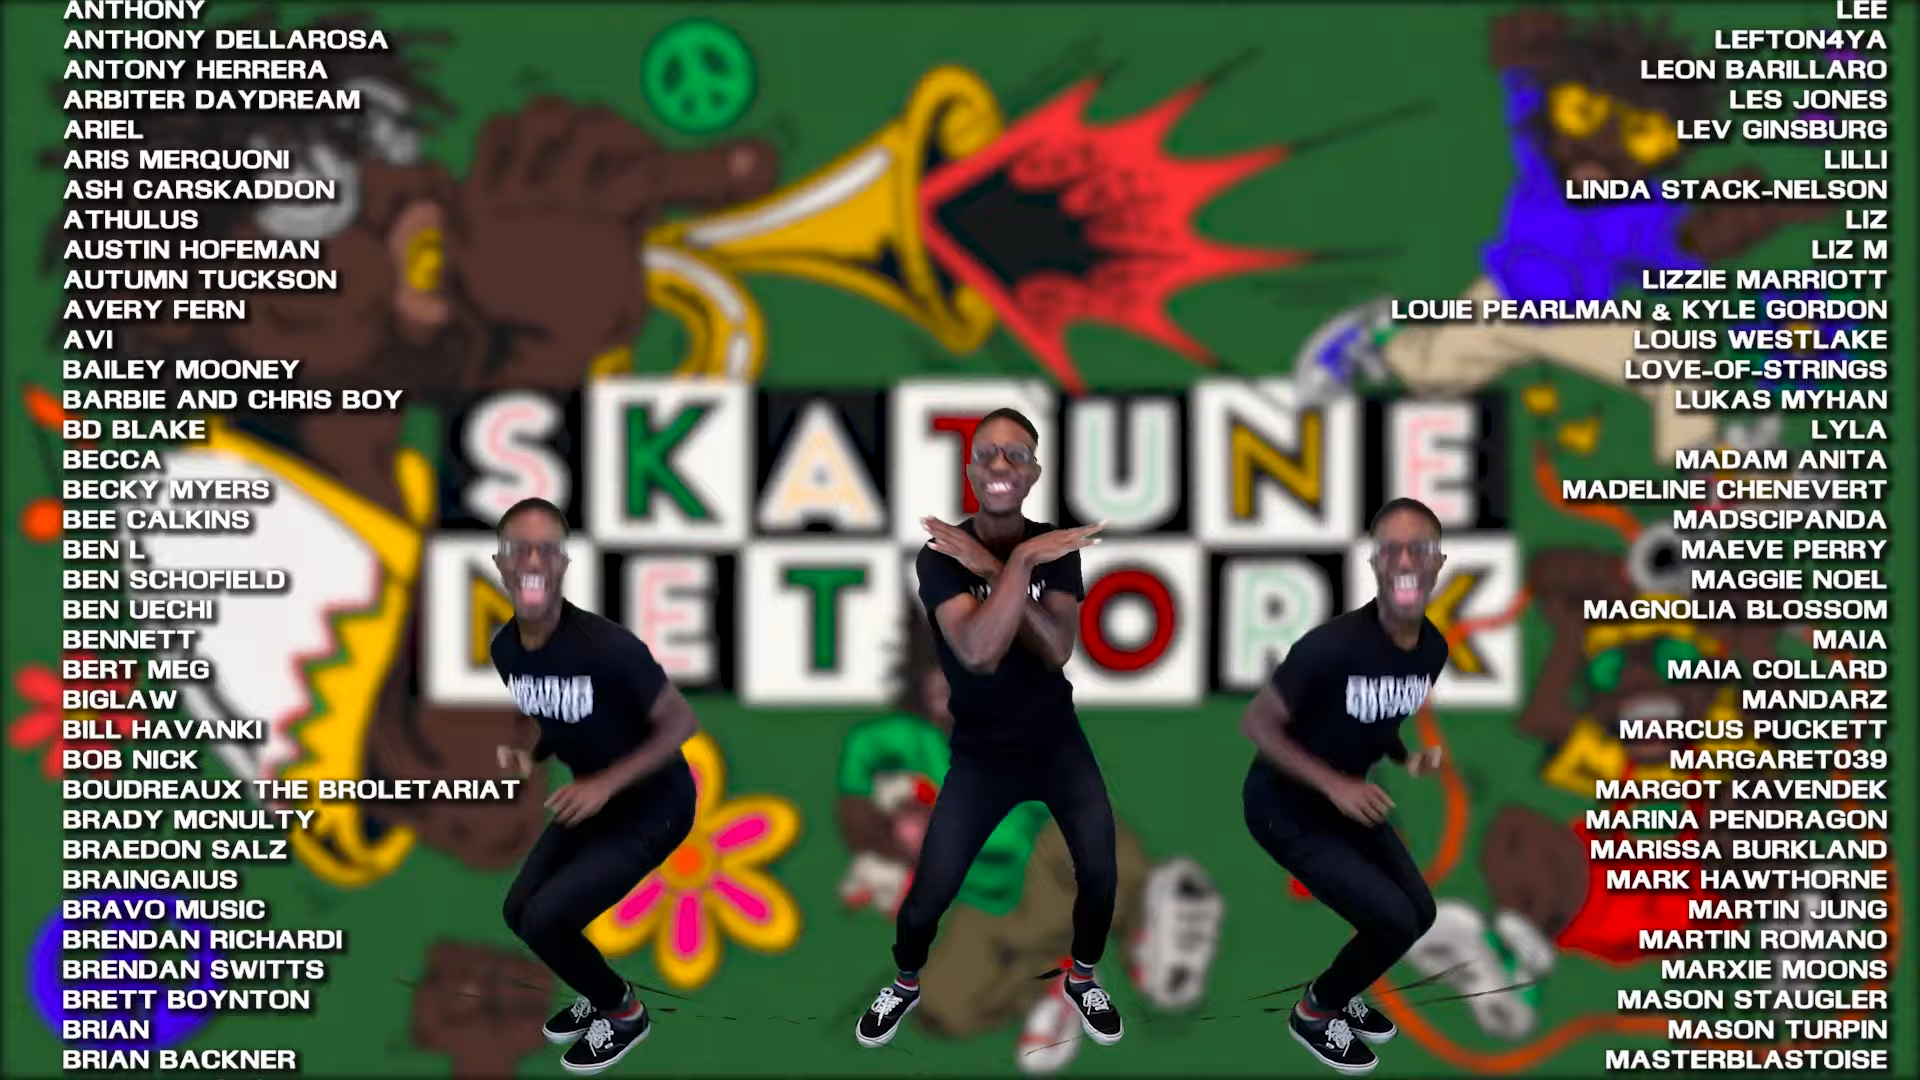 ANTHONY
ANTHONY DELLAROSA
ANTONY HERRERA
ARBITER DAYDREAM
ARIEL
ARIS MERQUONI
ASH CARSKADDON
ATHULUS
AUSTIN HOFEMAN
AUTUMN TUCKSON
AVERY FERN
AVI
BAILEY MOONEY
BARBIE AND CHRIS BOY
BD BLAKE
BECCA
BECKY MYERS
BEE CALKINS
BEN L
BEN SCHOFIELD
BEN UECHI
BENNETT
BERT MEG
BIGLAW
BILL HAVANKI
BOB NICK
BOUDREAUX THE BROLETARIAT
BRADY MCNULTY
BRAEDON SALZ
BRAINGAIUS
BRAVO MUSIC
BRENDAN RICHARDI
BRENDAN SWITTS
BRETT BOYNTON
BRIAN
BRIAN BACKNER
SKATUNE
NETWORK
LEE
LEFTON4YA
LEON BARILLARO
LES JONES
LEV GINSBURG
LILLI
LINDA STACK-NELSON
LIZ
LIZ M
LIZZIE MARRIOTT
LOUIE PEARLMAN & KYLE GORDON
LOUIS WESTLAKE
LOVE-OF-STRINGS
LUKAS MYHAN
LYLA
MADAM ANITA
MADELINE CHENEVERT
MADSCIPANDA
MAEVE PERRY
MAGGIE NOEL
MAGNOLIA BLOSSOM
MAIA
MAIA COLLARD
MANDARZ
MARCUS PUCKETT
MARGARET039
MARGOT KAVENDEK
MARINA PENDRAGON
MARISSA BURKLAND
MARK HAWTHORNE
MARTIN JUNG
MARTIN ROMANO
MARXIE MOONS
MASON STAUGLER
MASON TURPIN
MASTERBLASTOISE